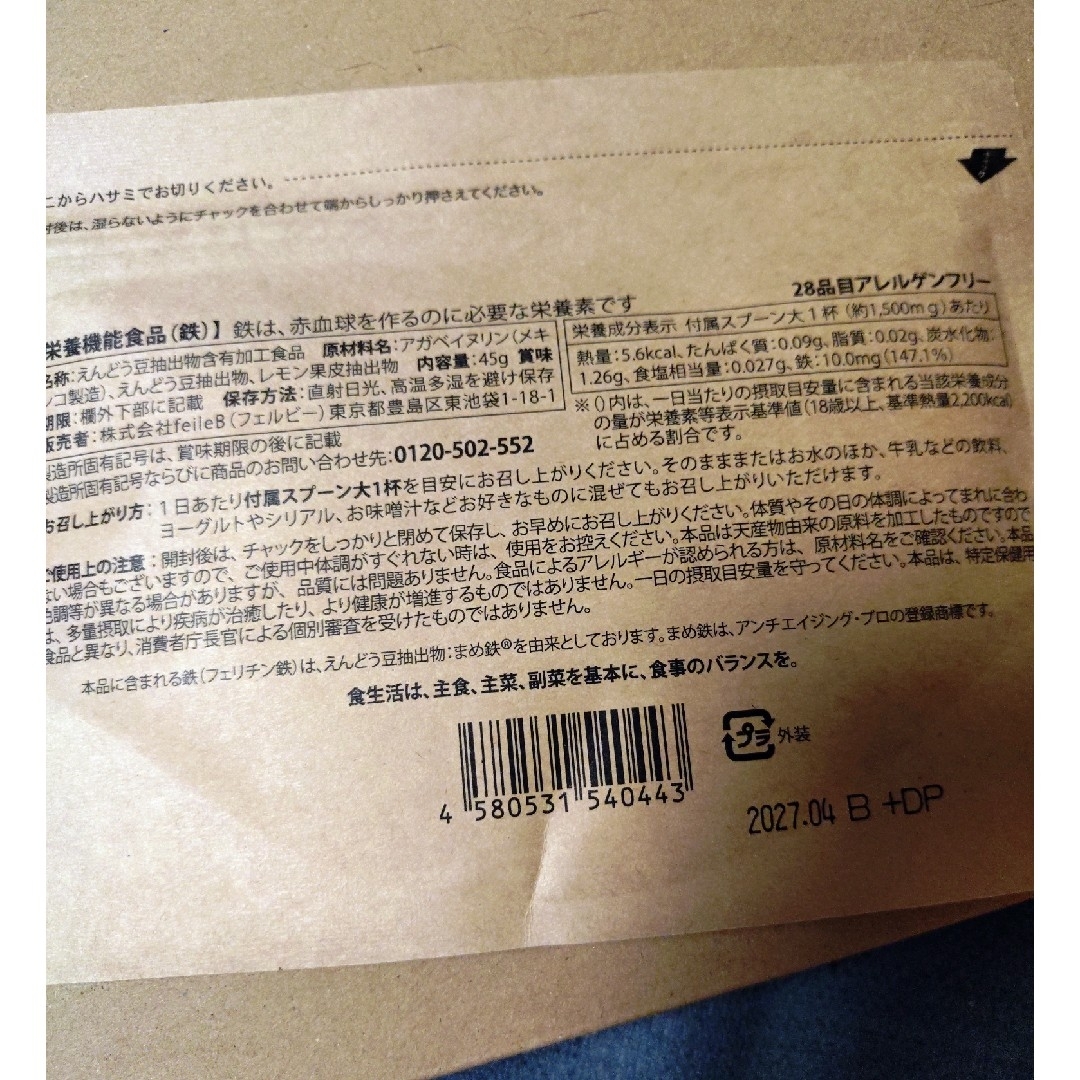 こからハサミでお切りください。
チャック
封後は、湿らないようにチャックを合わせて端からしっかり押さえてください。
28品目アレルゲンフリー
栄養機能食品(鉄)】鉄は、赤血球を作るのに必要な栄養素です
名称:えんどう豆抽出物含有加工食品 原材料名:アガベイヌリン(メキ
シコ製造)、えんどう豆抽出物、レモン果皮抽出物 内容量:45g 賞味
期限:欄外下部に記載 保存方法:直射日光、高温多湿を避け保存
販売者:株式会社feileB(フェルビー)東京都豊島区東池袋1-18-1
栄養成分表示 付属スプーン大1杯(約1,500mg)あたり
熱量:5.6kcal、たんぱく質:0.09g、脂質:0.02g、炭水化物:
1.26g、食塩相当量:0.027g、鉄:10.0mg(147.1%)
※()内は、一日当たりの摂取目安量に含まれる当該栄養成分
の量が栄養素等表示基準値(18歳以上、基準熱量2,200kcal)
に占める割合です。
製造所固有記号は、賞味期限の後に記載
製造所固有記号ならびに商品のお問い合わせ先:0120-502-552
お召し上がり方:1日あたり付属スプーン大1杯を目安にお召し上がりください。そのまままたはお水のほか、牛乳などの飲料、
ヨーグルトやシリアル、お味噌汁などお好きなものに混ぜてもお召し上がりいただけます。
ご使用上の注意:開封後は、チャックをしっかりと閉めて保存し、お早めにお召し上がりください。体質やその日の体調によってまれに合わ
ない場合もございますので、ご使用中体調がすぐれない時は、使用をお控えください。本品は天産物由来の原料を加工したものですので
色調等が異なる場合がありますが、品質には問題ありません。食品によるアレルギーが認められる方は、原材料名をご確認ください。本品
は、多量摂取により疾病が治癒したり、より健康が増進するものではありません。一日の摂取目安量を守ってください。本品は、特定保健用
食品と異なり、消費者庁長官による個別審査を受けたものではありません。
本品に含まれる鉄(フェリチン鉄)は、えんどう豆抽出物:まめ鉄®を由来としております。まめ鉄は、アンチエイジング・プロの登録商標です。
食生活は、主食、主菜、副菜を基本に、食事のバランスを。
プラ 外装
4 580531 540443
2027.04 B +DP